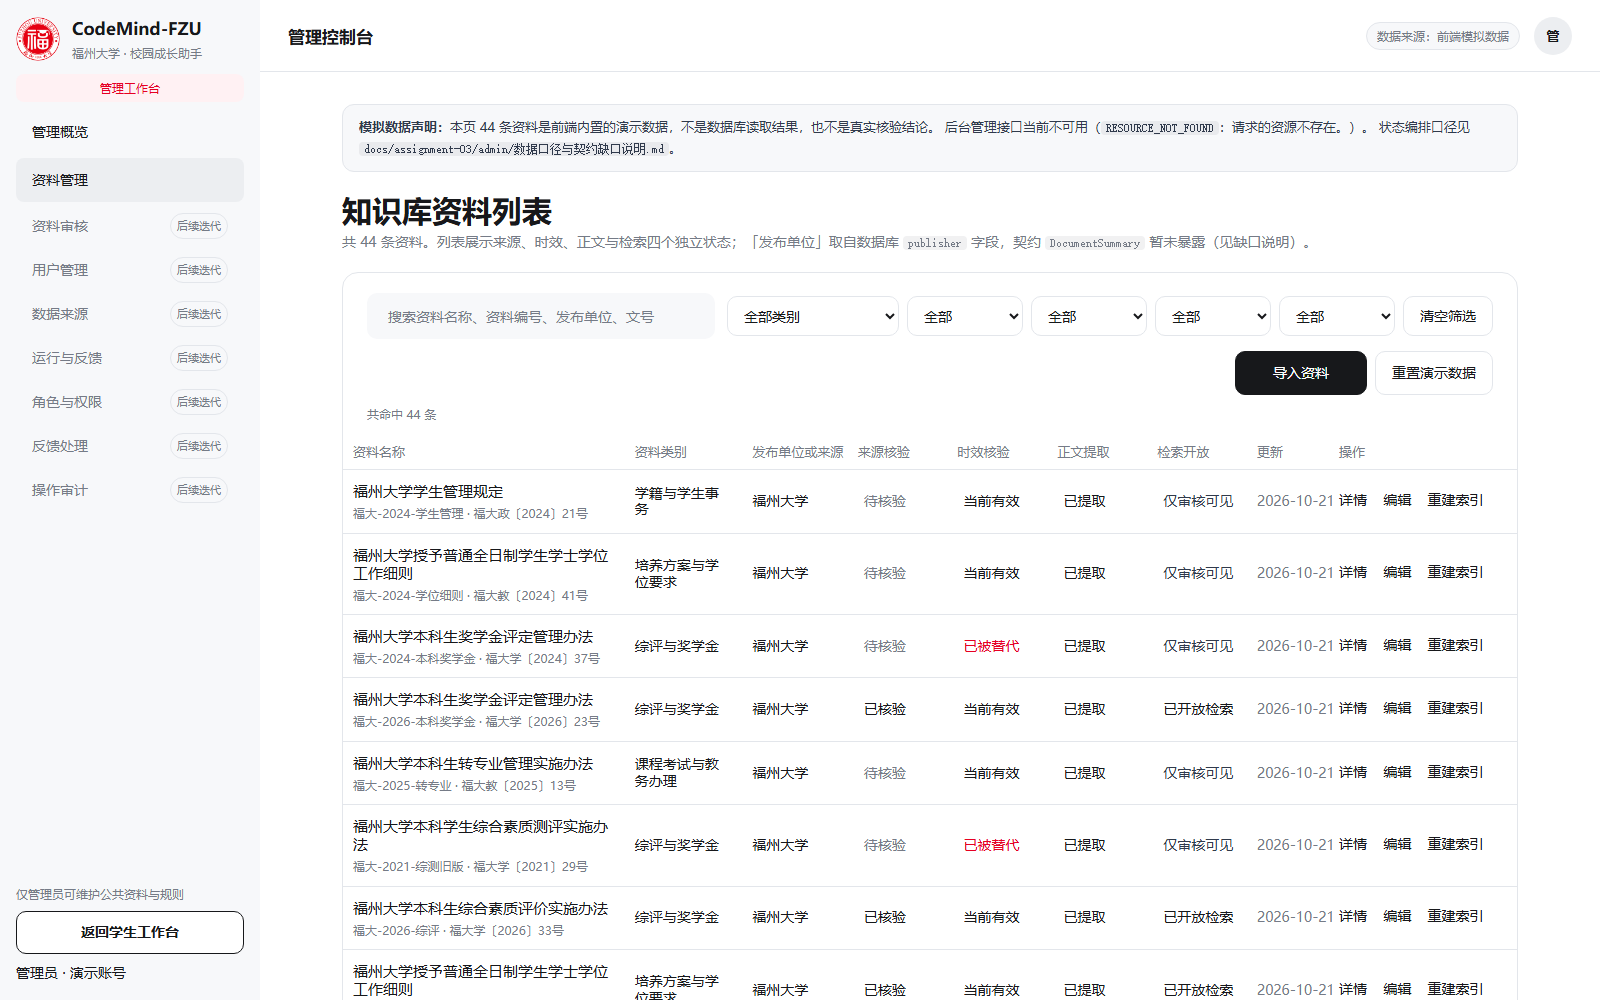 CodeMind-FZU
福州大学 · 校园成长助手
管理工作台
管理概览
资料管理
资料审核 后续迭代
用户管理 后续迭代
数据来源 后续迭代
运行与反馈 后续迭代
角色与权限 后续迭代
反馈处理 后续迭代
操作审计 后续迭代
仅管理员可维护公共资料与规则
返回学生工作台
管理员 · 演示账号
管理控制台
数据来源：前端模拟数据
管
模拟数据声明：本页 44 条资料是前端内置的演示数据，不是数据库读取结果，也不是真实核验结论。 后台管理接口当前不可用（ RESOURCE_NOT_FOUND ：请求的资源不存在。）。 状态编排口径见
docs/assignment-03/admin/数据口径与契约缺口说明.md 。
知识库资料列表
共 44 条资料。列表展示来源、时效、正文与检索四个独立状态；「发布单位」取自数据库 publisher 字段，契约 DocumentSummary 暂未暴露（见缺口说明）。
搜索资料名称、资料编号、发布单位、文号 全部类别 全部 全部 全部 全部 清空筛选
导入资料 重置演示数据
共命中 44 条
资料名称 资料类别 发布单位或来源 来源核验 时效核验 正文提取 检索开放 更新 操作
福州大学学生管理规定
福大-2024-学生管理 · 福大政〔2024〕21号
学籍与学生事
务
福州大学 待核验 当前有效 已提取 仅审核可见 2026-10-21 详情 编辑 重建索引
福州大学授予普通全日制学生学士学位
工作细则
福大-2024-学位细则 · 福大教〔2024〕41号
培养方案与学
位要求
福州大学 待核验 当前有效 已提取 仅审核可见 2026-10-21 详情 编辑 重建索引
福州大学本科生奖学金评定管理办法
福大-2024-本科奖学金 · 福大学〔2024〕37号
综评与奖学金 福州大学 待核验 已被替代 已提取 仅审核可见 2026-10-21 详情 编辑 重建索引
福州大学本科生奖学金评定管理办法
福大-2026-本科奖学金 · 福大学〔2026〕23号
综评与奖学金 福州大学 已核验 当前有效 已提取 已开放检索 2026-10-21 详情 编辑 重建索引
福州大学本科生转专业管理实施办法
福大-2025-转专业 · 福大教〔2025〕13号
课程考试与教
务办理
福州大学 待核验 当前有效 已提取 仅审核可见 2026-10-21 详情 编辑 重建索引
福州大学本科学生综合素质测评实施办
法
福大-2021-综测旧版 · 福大学〔2021〕29号
综评与奖学金 福州大学 待核验 已被替代 已提取 仅审核可见 2026-10-21 详情 编辑 重建索引
福州大学本科生综合素质评价实施办法
福大-2026-综评 · 福大学〔2026〕33号
综评与奖学金 福州大学 已核验 当前有效 已提取 已开放检索 2026-10-21 详情 编辑 重建索引
福州大学授予普通全日制学生学士学位
工作细则
培养方案与学
位要求
福州大学 已核验 当前有效 已提取 已开放检索 2026-10-21 详情 编辑 重建索引